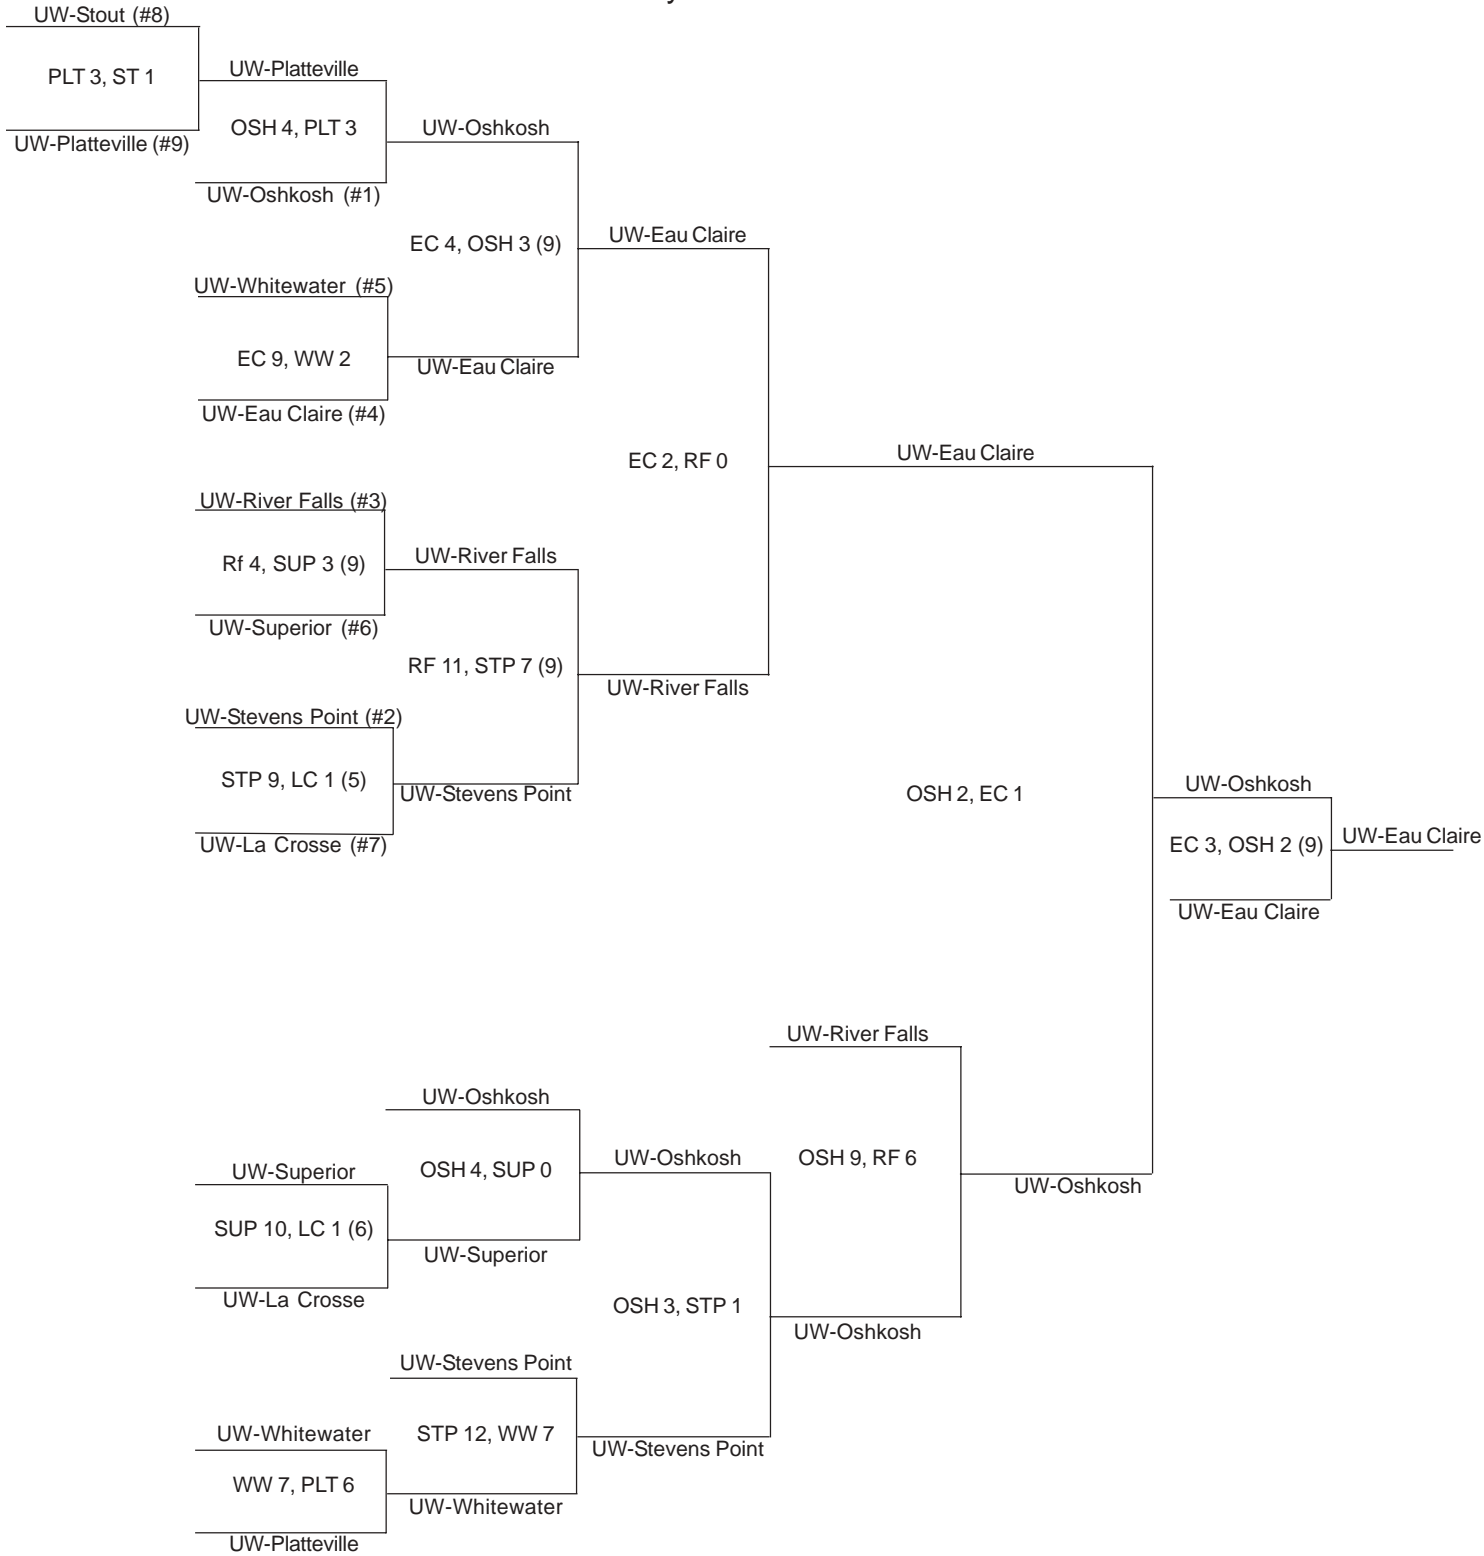 UW-Stout (#8)
PLT 3, ST 1
UW-Platteville (#9)
UW-Platteville
OSH 4, PLT 3
UW-Oshkosh (#1)
UW-Oshkosh
EC 4, OSH 3 (9)
UW-Eau Claire
UW-Whitewater (#5)
EC 9, WW 2
UW-Eau Claire (#4)
UW-Eau Claire
EC 2, RF 0
UW-Eau Claire
UW-River Falls (#3)
Rf 4, SUP 3 (9)
UW-Superior (#6)
UW-River Falls
RF 11, STP 7 (9)
UW-River Falls
UW-Stevens Point (#2)
STP 9, LC 1 (5)
UW-La Crosse (#7)
UW-Stevens Point
OSH 2, EC 1
UW-Oshkosh
EC 3, OSH 2 (9)
UW-Eau Claire
UW-Eau Claire
UW-River Falls
OSH 9, RF 6
UW-Oshkosh
UW-Oshkosh
OSH 4, SUP 0
UW-Oshkosh
UW-Superior
SUP 10, LC 1 (6)
UW-La Crosse
UW-Superior
OSH 3, STP 1
UW-Oshkosh
UW-Stevens Point
STP 12, WW 7
UW-Stevens Point
UW-Whitewater
WW 7, PLT 6
UW-Platteville
UW-Whitewater